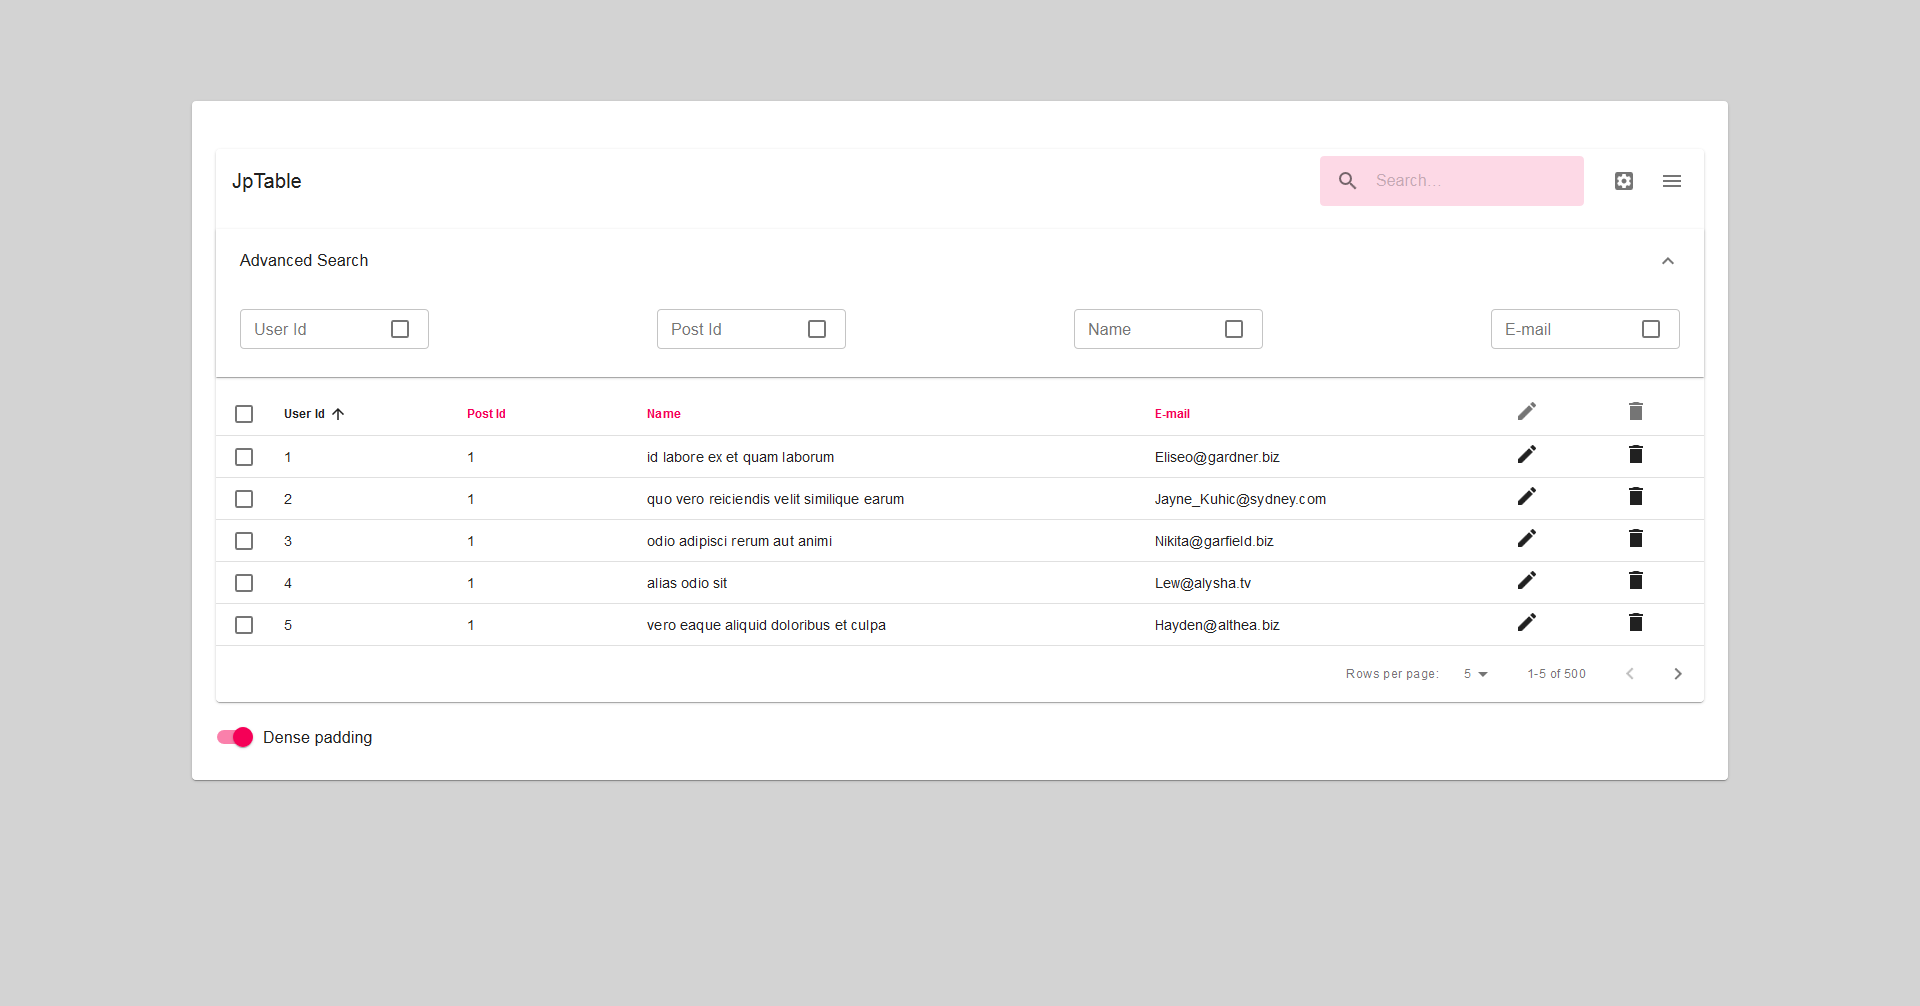 JpTable
Search...
Advanced Search
User Id Post Id Name E-mail
User Id Post Id Name E-mail
1 1 id labore ex et quam laborum Eliseo@gardner.biz
2 1 quo vero reiciendis velit similique earum Jayne_Kuhic@sydney.com
3 1 odio adipisci rerum aut animi Nikita@garfield.biz
4 1 alias odio sit Lew@alysha.tv
5 1 vero eaque aliquid doloribus et culpa Hayden@althea.biz
Rows per page: 5 1-5 of 500
Dense padding